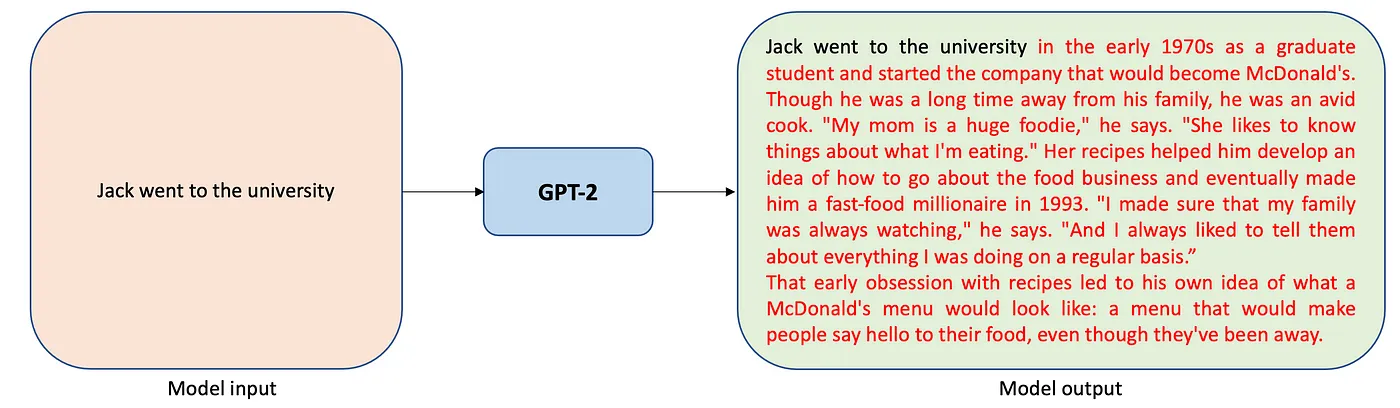 Jack went to the university
Model input
GPT-2
Jack went to the university in the early 1970s as a graduate
student and started the company that would become McDonald's.
Though he was a long time away from his family, he was an avid
cook. "My mom is a huge foodie," he says. "She likes to know
things about what I'm eating." Her recipes helped him develop an
idea of how to go about the food business and eventually made
him a fast-food millionaire in 1993. "I made sure that my family
was always watching," he says. "And I always liked to tell them
about everything I was doing on a regular basis.”
That early obsession with recipes led to his own idea of what a
McDonald's menu would look like: a menu that would make
people say hello to their food, even though they've been away.
Model output